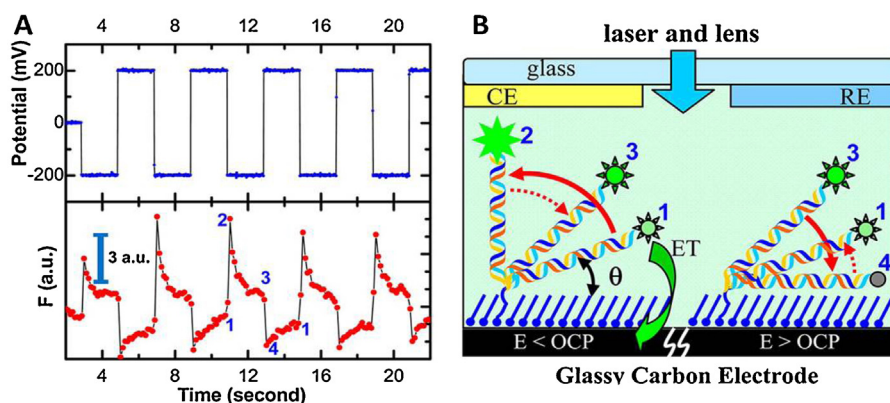 A
4 8 12 16 20
Potential (mV)
200
0
-200
F (a.u.)
3 a.u.
2
3
1
4
1
4 8 12 16 20
Time (second)
B
laser and lens
glass
CE
RE
2
3
1
ET
θ
3
1
4
E < OCP
E > OCP
Glassy Carbon Electrode